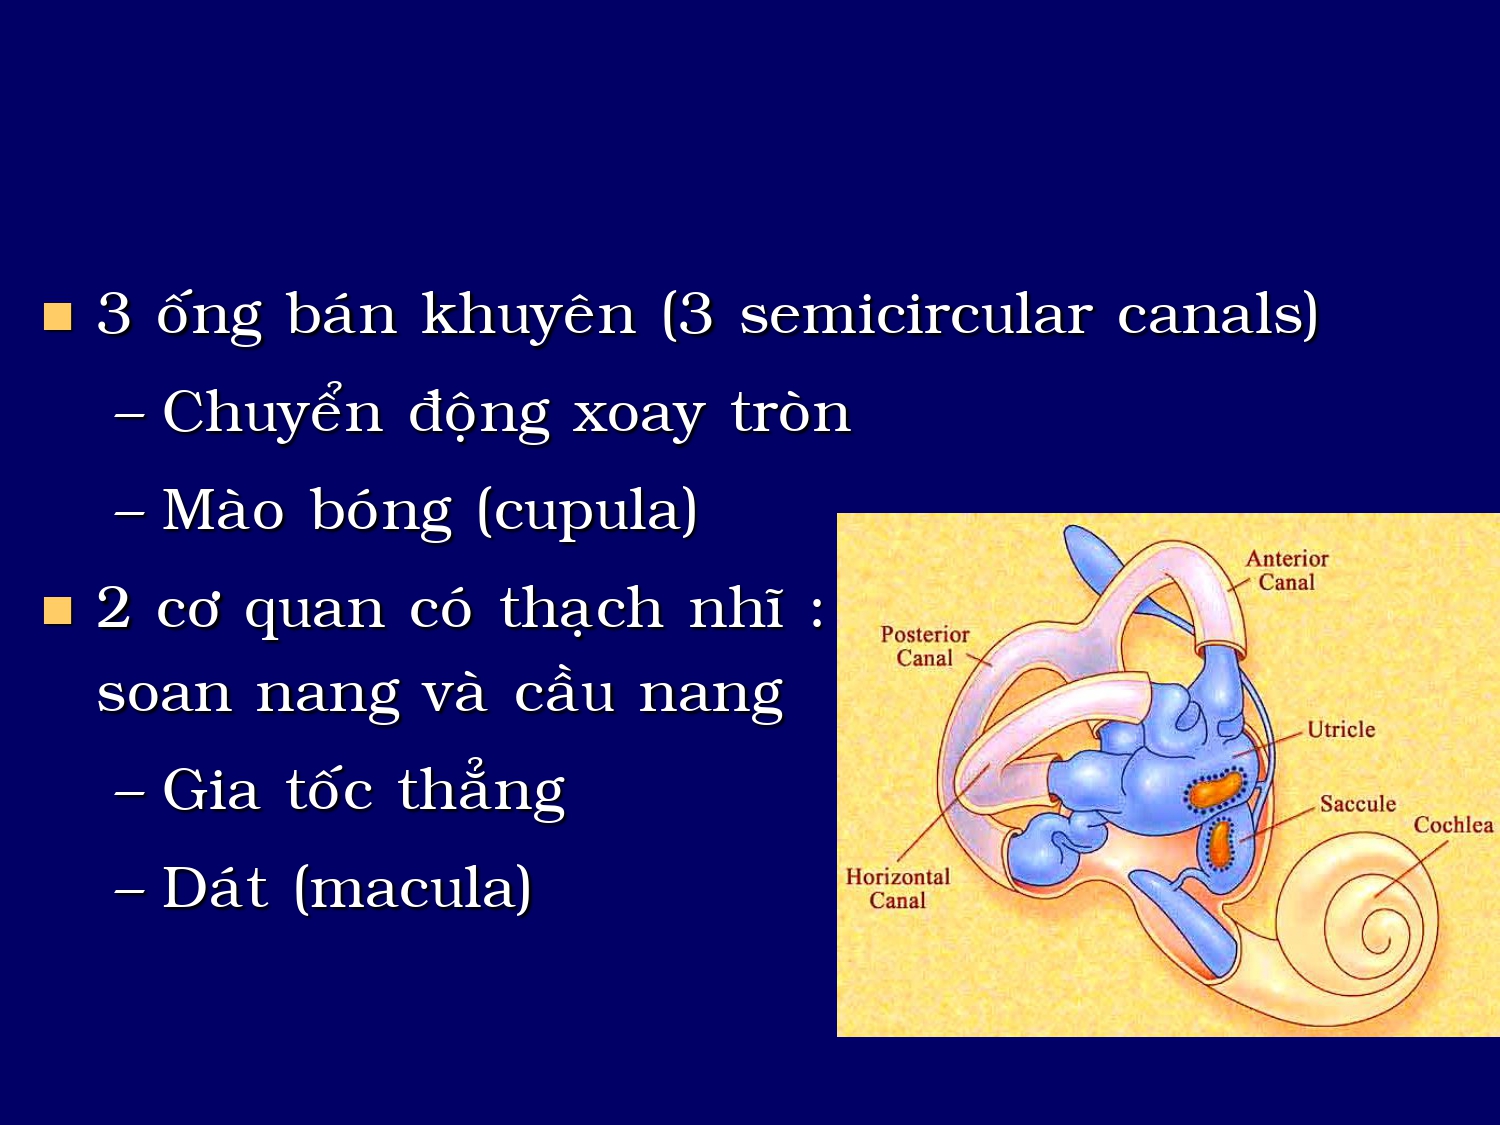 3 ống bán khuyên (3 semicircular canals)
– Chuyển động xoay tròn
– Mào bóng (cupula)
2 cơ quan có thạch nhĩ :
soan nang và cầu nang
– Gia tốc thẳng
– Dát (macula)
Anterior
Canal
Posterior
Canal
Utricle
Saccule
Cochlea
Horizontal
Canal